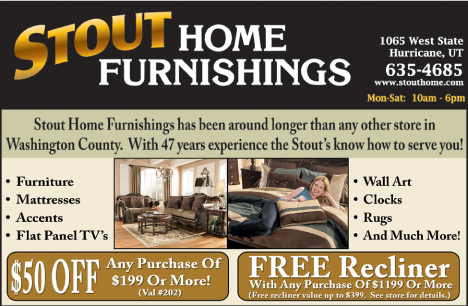 STOUT HOME
FURNISHINGS
1065 West State
Hurricane, UT
635-4685
www.stouthome.com
Mon-Sat: 10am - 6pm
Stout Home Furnishings has been around longer than any other store in
Washington County. With 47 years experience the Stout's know how to serve you!
• Furniture
• Mattresses
• Accents
• Flat Panel TV's
• Wall Art
• Clocks
• Rugs
• And Much More!
$50 OFF
Any Purchase Of
$199 Or More!
(Val #202)
FREE Recliner
With Any Purchase Of $1199 Or More
(Free recliner value up to $399. See store for details.)